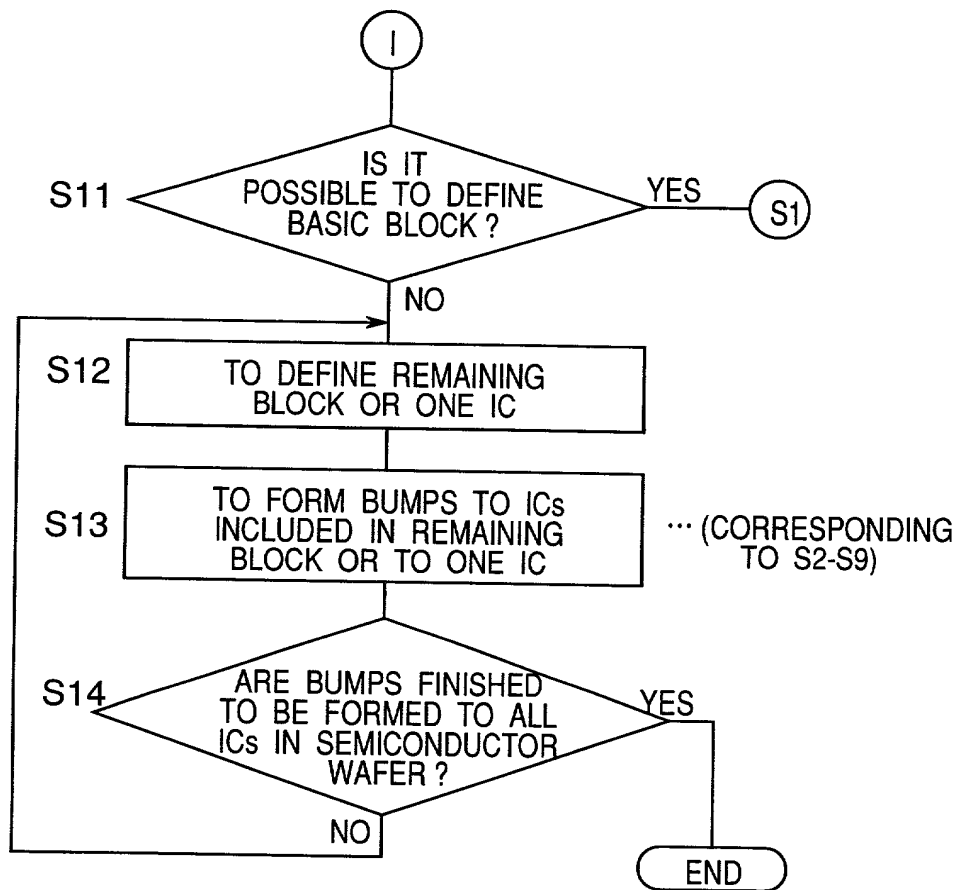 I
S11
IS IT
POSSIBLE TO DEFINE
BASIC BLOCK?
YES
S1
NO
S12
TO DEFINE REMAINING
BLOCK OR ONE IC
S13
TO FORM BUMPS TO ICs
INCLUDED IN REMAINING
BLOCK OR TO ONE IC
··· (CORRESPONDING
TO S2-S9)
S14
ARE BUMPS FINISHED
TO BE FORMED TO ALL
ICs IN SEMICONDUCTOR
WAFER?
YES
NO
END